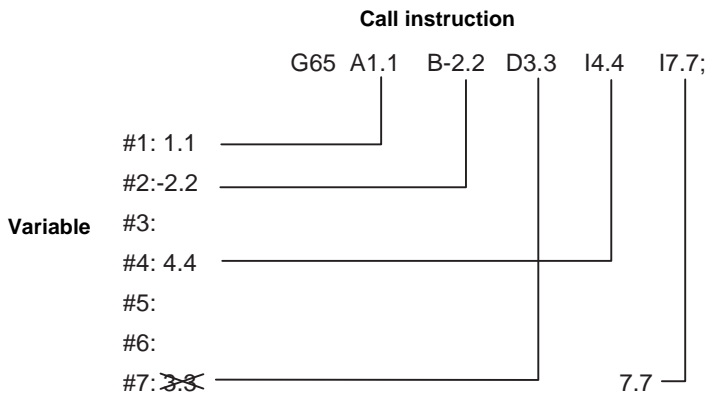 Call instruction
G65 A1.1 B-2.2 D3.3 I4.4 I7.7;
#1: 1.1
#2:-2.2
Variable #3:
#4: 4.4
#5:
#6:
#7: 3.3 7.7